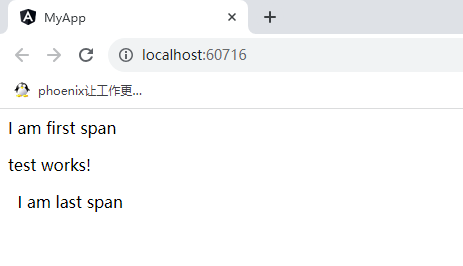 MyApp
localhost:60716
phoenix让工作更...
I am first span
test works!
I am last span